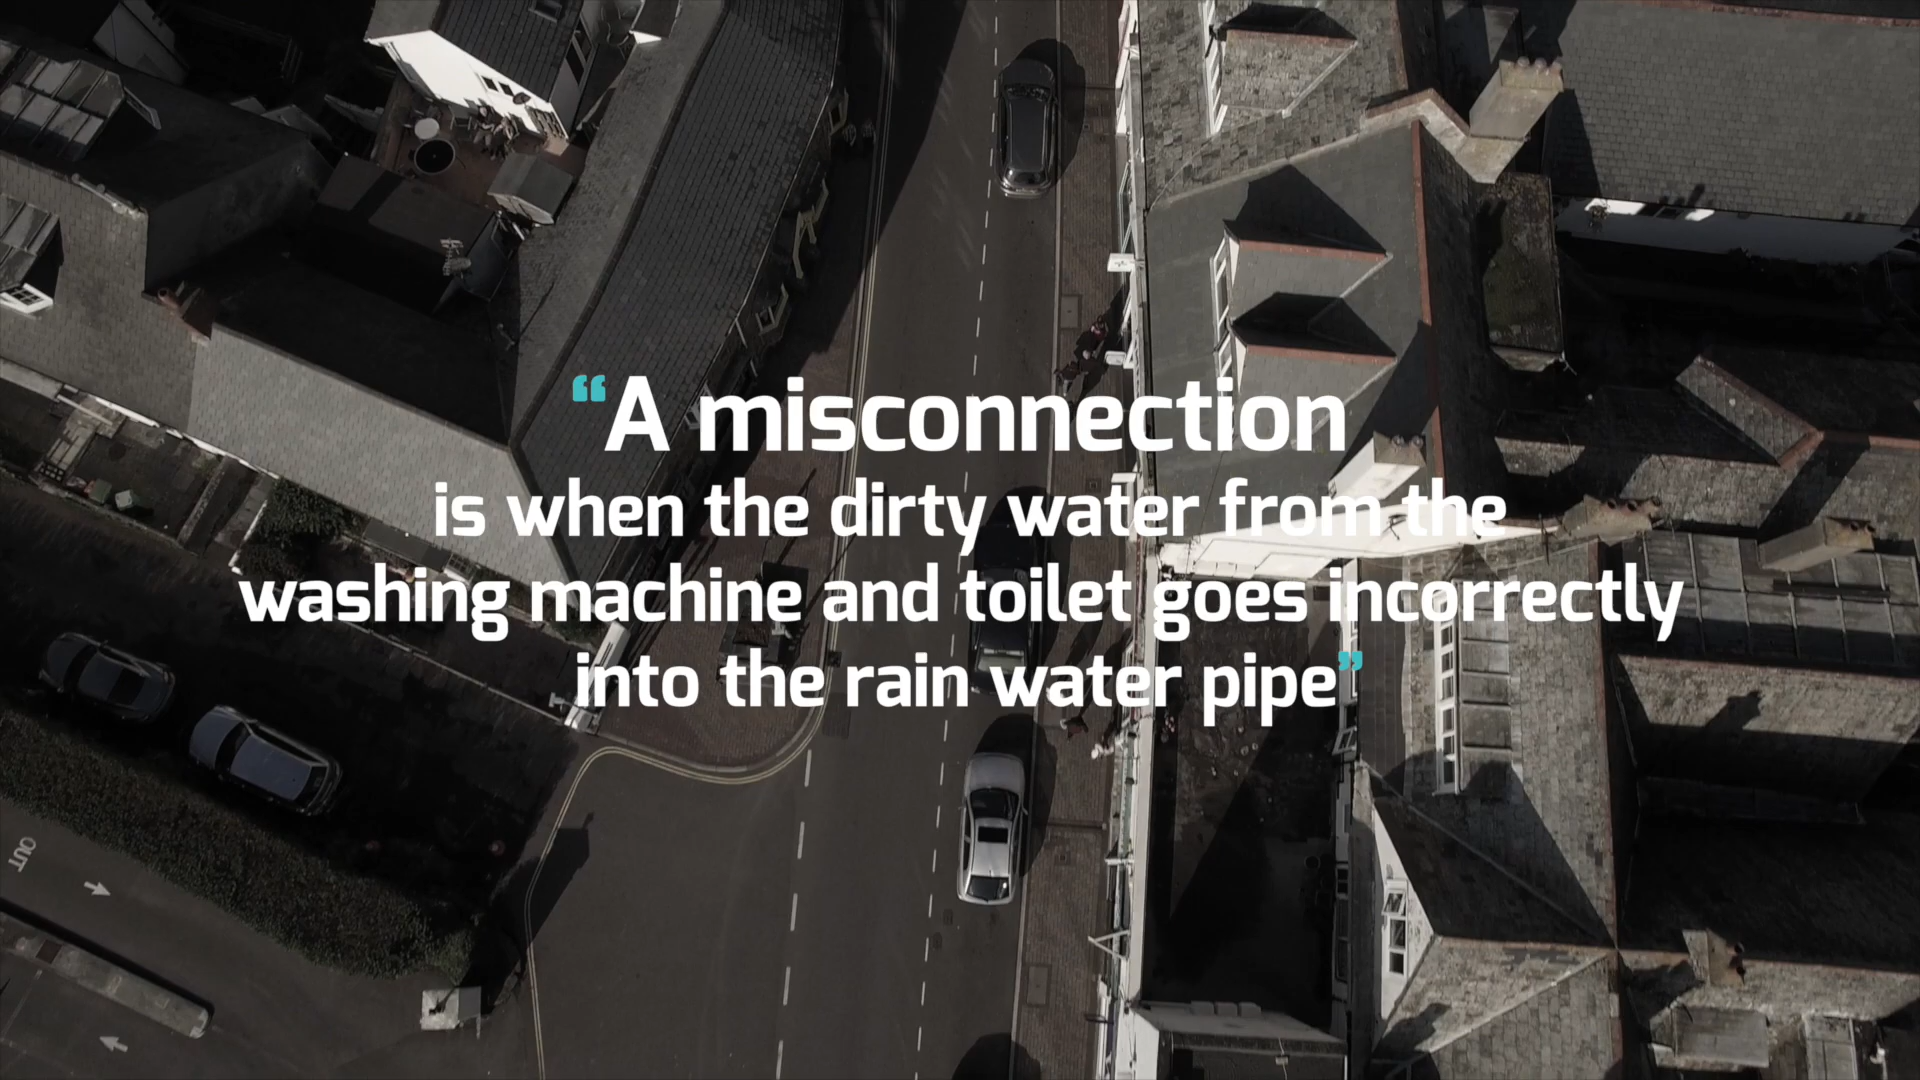 “A misconnection
is when the dirty water from the
washing machine and toilet goes incorrectly
into the rain water pipe”
OUT